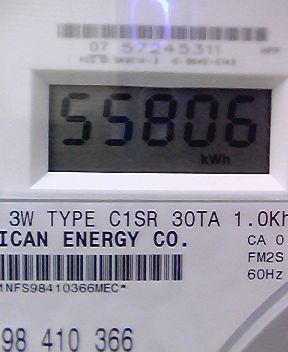 07 57245311
55806
kWh
3W TYPE C1SR 30TA 1.0Kh
ICAN ENERGY CO.
CA 0
FM2S
60Hz
1NFS98410366MEC*
98 410 366